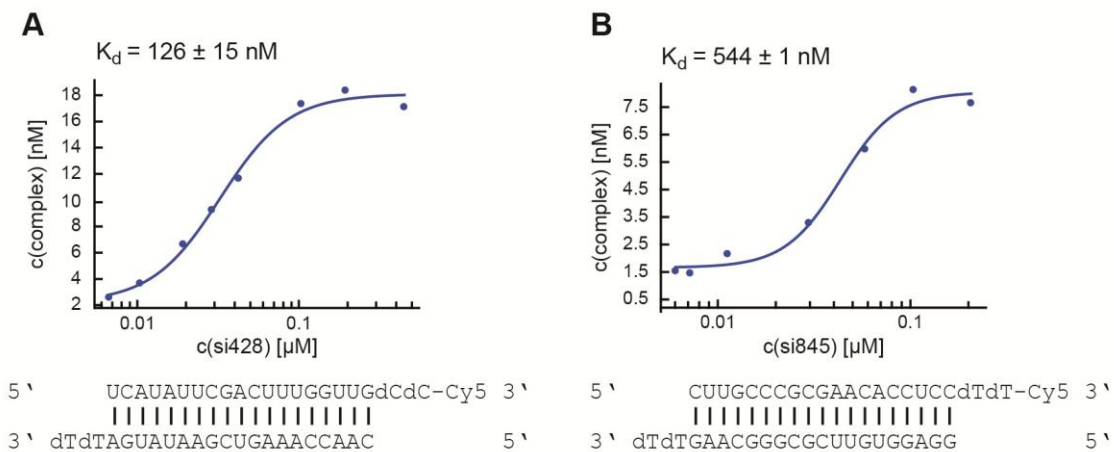 A
K_d = 126 ± 15 nM
c(complex) [nM]
18
16
14
12
10
8
6
4
2
0.01 0.1
c(si428) [µM]
5‘ UCAUAUUCGACUUUGGUUGdCdC-Cy5 3‘
3‘ dTdTAGUAUAAGCUGAAACCAAC 5‘
B
K_d = 544 ± 1 nM
c(complex) [nM]
7.5
6.5
5.5
4.5
3.5
2.5
1.5
0.5
0.01 0.1
c(si845) [µM]
5‘ CUUGCCCGCGAACACCUCCdTdT-Cy5 3‘
3‘ dTdTGAACGGGCGCUUGUGGAGG 5‘